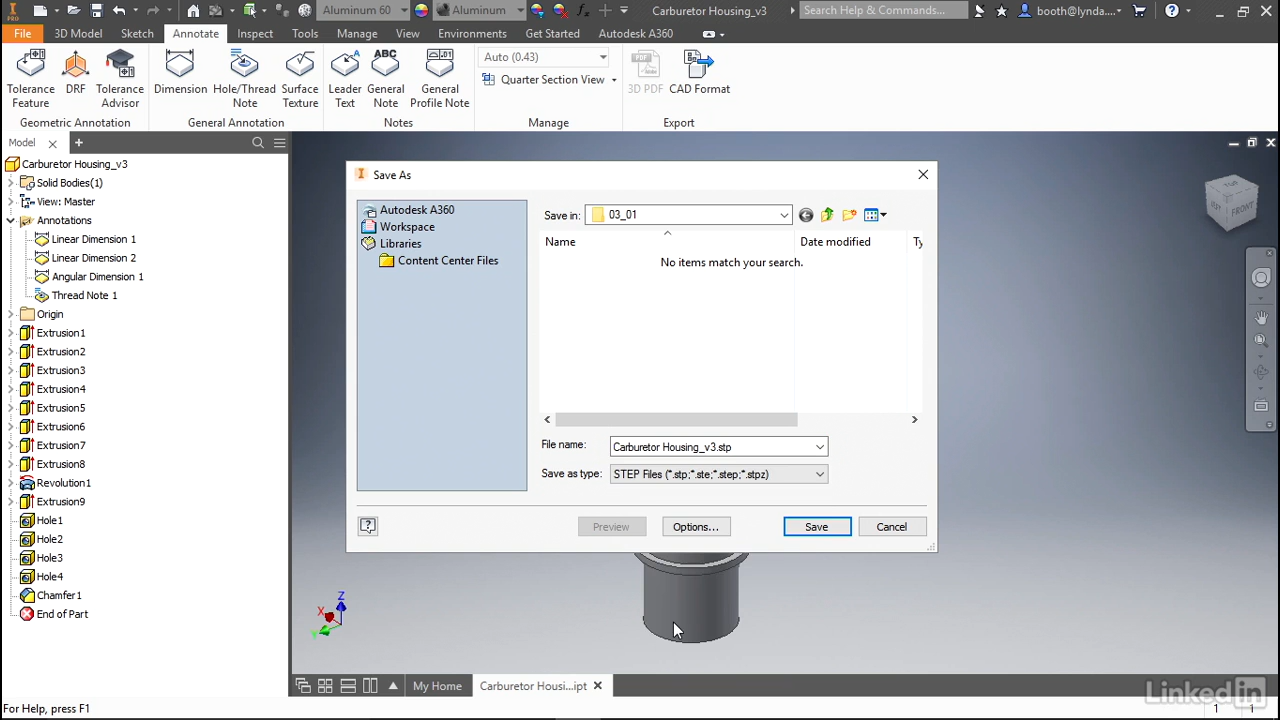 PRO
Aluminum 60
Aluminum
Carburetor Housing_v3
Search Help & Commands...
booth@lynda....
File
3D Model
Sketch
Annotate
Inspect
Tools
Manage
View
Environments
Get Started
Autodesk A360
Tolerance Feature
DRF
Tolerance Advisor
Dimension
Hole/Thread Note
Surface Texture
Leader Text
General Note
General Profile Note
Auto (0.43)
Quarter Section View
3D PDF
CAD Format
Geometric Annotation
General Annotation
Notes
Manage
Export
Model
Carburetor Housing_v3
Solid Bodies(1)
View: Master
Annotations
Linear Dimension 1
Linear Dimension 2
Angular Dimension 1
Thread Note 1
Origin
Extrusion1
Extrusion2
Extrusion3
Extrusion4
Extrusion5
Extrusion6
Extrusion7
Extrusion8
Revolution1
Extrusion9
Hole1
Hole2
Hole3
Hole4
Chamfer1
End of Part
Save As
Autodesk A360
Workspace
Libraries
Content Center Files
Save in:
03_01
Name
Date modified
Ty
No items match your search.
File name:
Carburetor Housing_v3.stp
Save as type:
STEP Files (*.stp;*.ste;*.step;*.stpz)
Preview
Options...
Save
Cancel
TOP
FRONT
Z
X
Y
My Home
Carburetor Housi...ipt
Linked in
For Help, press F1
1
1